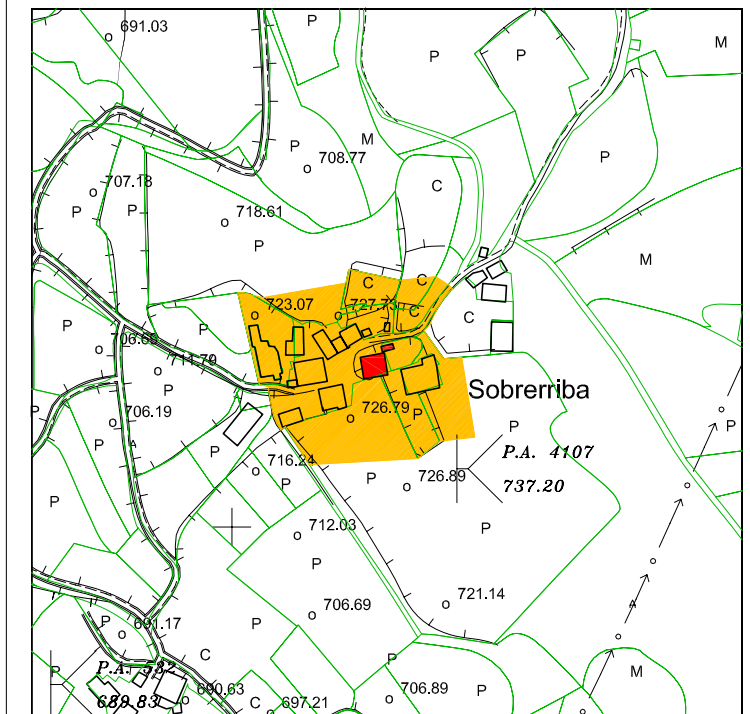 691.03
P
P
P
M
P
M
708.77
P
707.18
C
P
P
718.61
P
M
C
C
723.07
727.73
C
C
P
P
706.68
711.79
P
Sobrerriba
P
706.19
726.79
P
P
P
A
P
P.A. 4107
716.24
P
P
726.89
737.20
712.03
P
P
706.69
721.14
A
P
691.17
P
C
P
M
P
P.A. 532
690.63
706.89
P
689.83
C
697.21